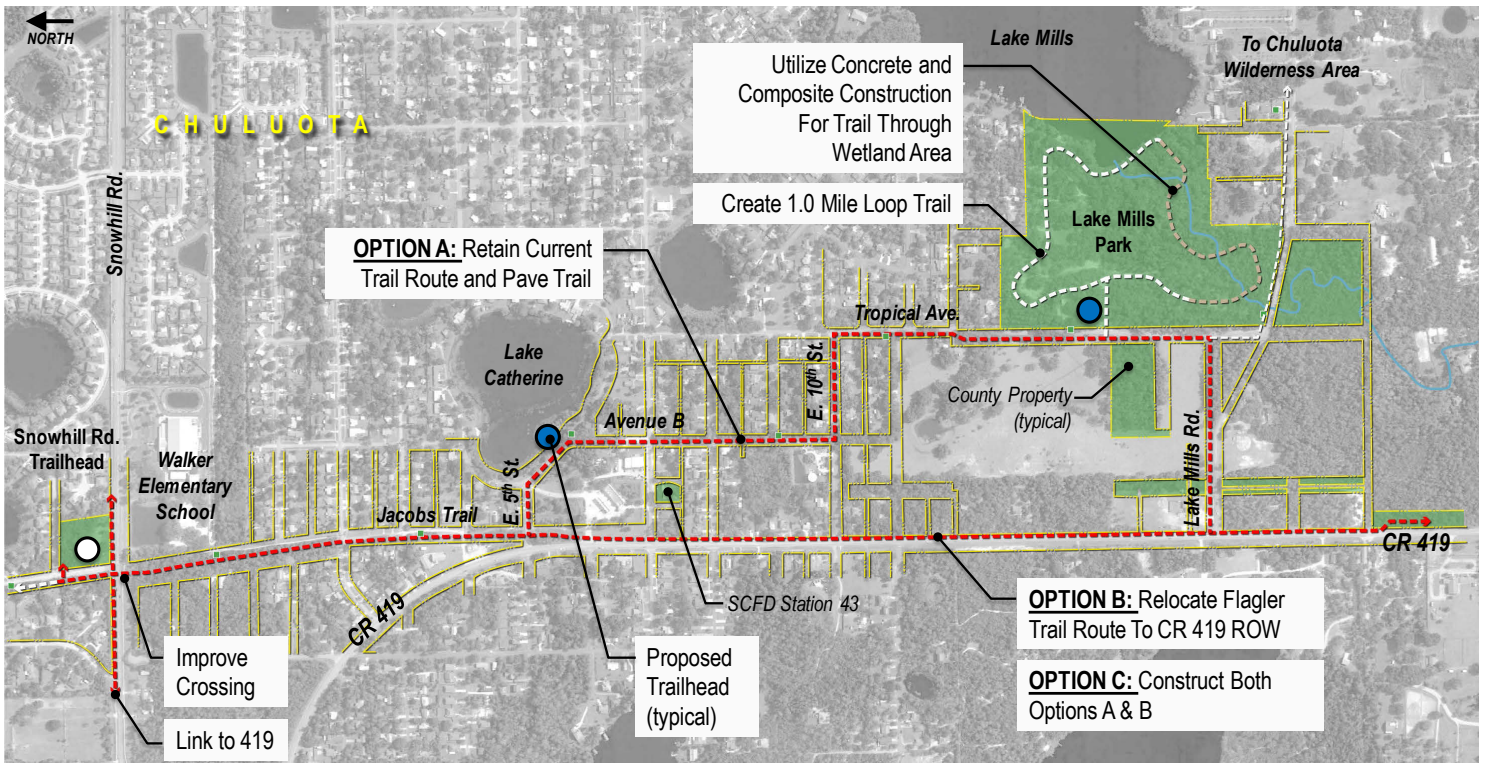 NORTH
CHULUOTA
Snowhill Rd.
Lake Mills
To Chuluota
Wilderness Area
Utilize Concrete and
Composite Construction
For Trail Through
Wetland Area
Create 1.0 Mile Loop Trail
Lake Mills
Park
OPTION A: Retain Current
Trail Route and Pave Trail
Tropical Ave.
Lake
Catherine
E. 10th St.
County Property
(typical)
Avenue B
Lake Mills Rd.
Snowhill Rd.
Trailhead
Walker
Elementary
School
Jacobs Trail
E. 5th St.
CR 419
CR 419
SCFD Station 43
OPTION B: Relocate Flagler
Trail Route To CR 419 ROW
Improve
Crossing
Proposed
Trailhead
(typical)
OPTION C: Construct Both
Options A & B
Link to 419